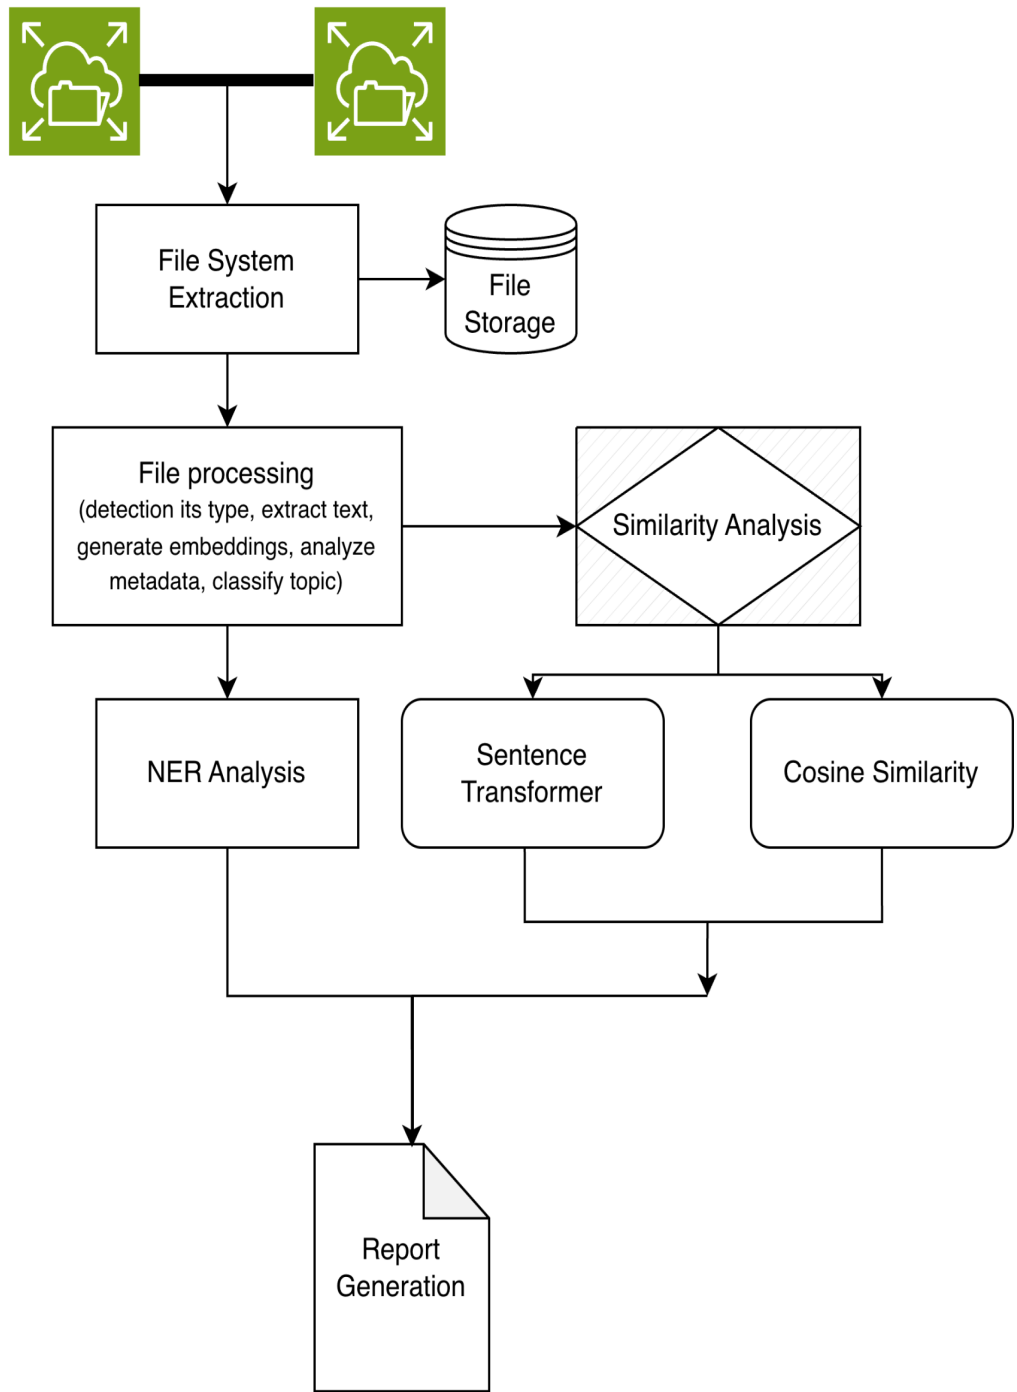 File System
Extraction
File
Storage
File processing
(detection its type, extract text,
generate embeddings, analyze
metadata, classify topic)
Similarity Analysis
NER Analysis
Sentence
Transformer
Cosine Similarity
Report
Generation